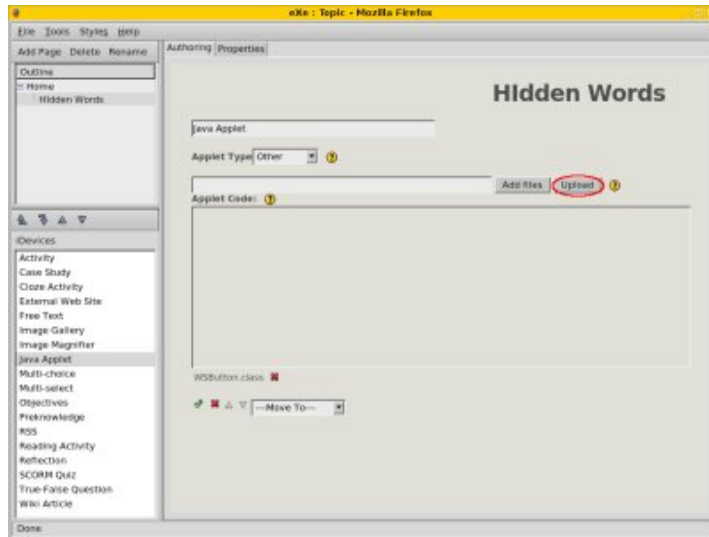 eXe : Topic - Mozilla Firefox
File Tools Styles Help
Add Page Delete Rename
Authoring Properties
Outline
Home
HIdden Words
HIdden Words
Java Applet
Applet Type Other
Add files Upload
Applet Code:
iDevices
Activity
Case Study
Cloze Activity
External Web Site
Free Text
Image Gallery
Image Magnifier
Java Applet
Multi-choice
Multi-select
Objectives
Preknowledge
RSS
Reading Activity
Reflection
SCORM Quiz
True-False Question
Wiki Article
WSButton.class
---Move To---
Done